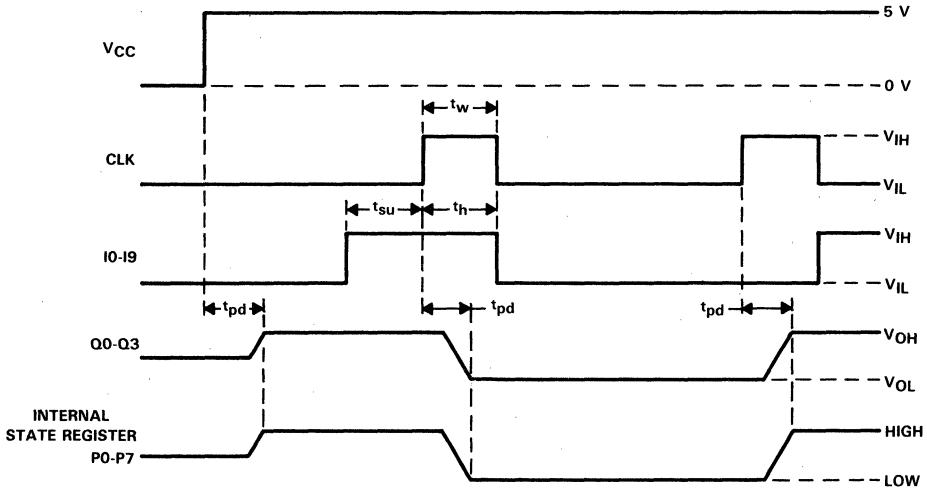 5 V
VCC
0 V
tw
VIH
CLK
VIL
tsu
th
VIH
I0-I9
VIL
tpd
tpd
tpd
VOH
Q0-Q3
VOL
INTERNAL
STATE REGISTER
P0-P7
HIGH
LOW